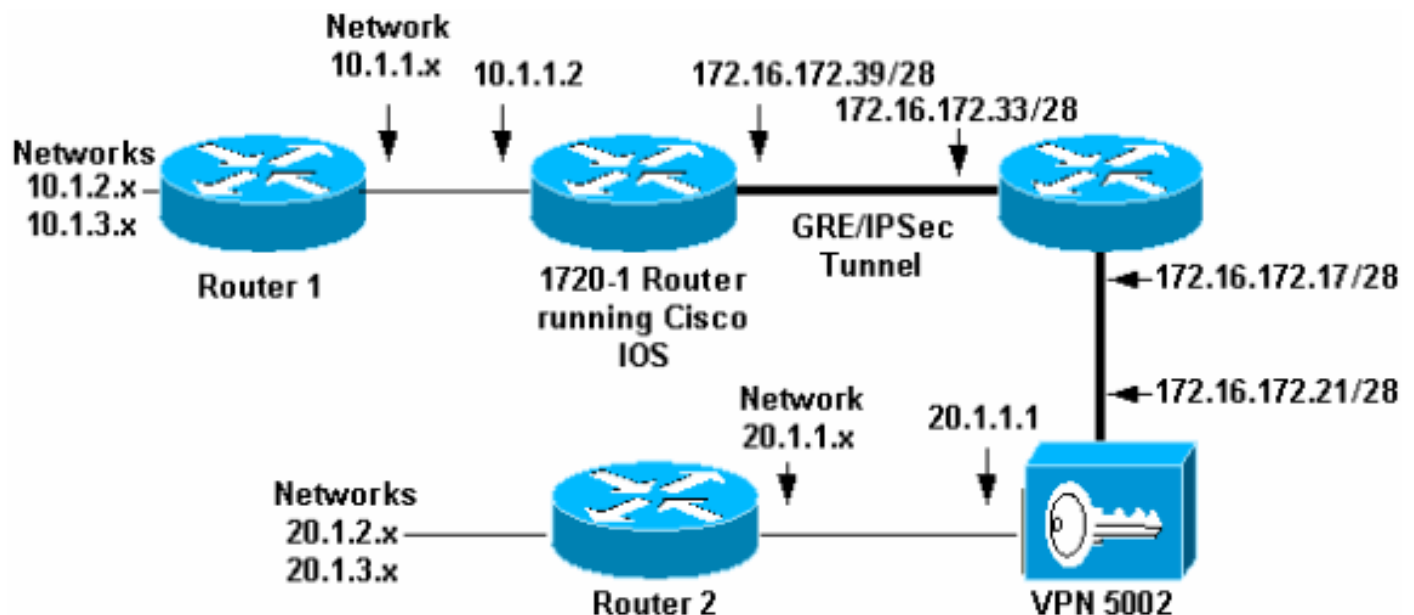 Network
10.1.1.x
10.1.1.2
172.16.172.39/28
172.16.172.33/28
Networks
10.1.2.x
10.1.3.x
Router 1
1720-1 Router
running Cisco
IOS
GRE/IPSec
Tunnel
172.16.172.17/28
172.16.172.21/28
Network
20.1.1.x
20.1.1.1
Networks
20.1.2.x
20.1.3.x
Router 2
VPN 5002